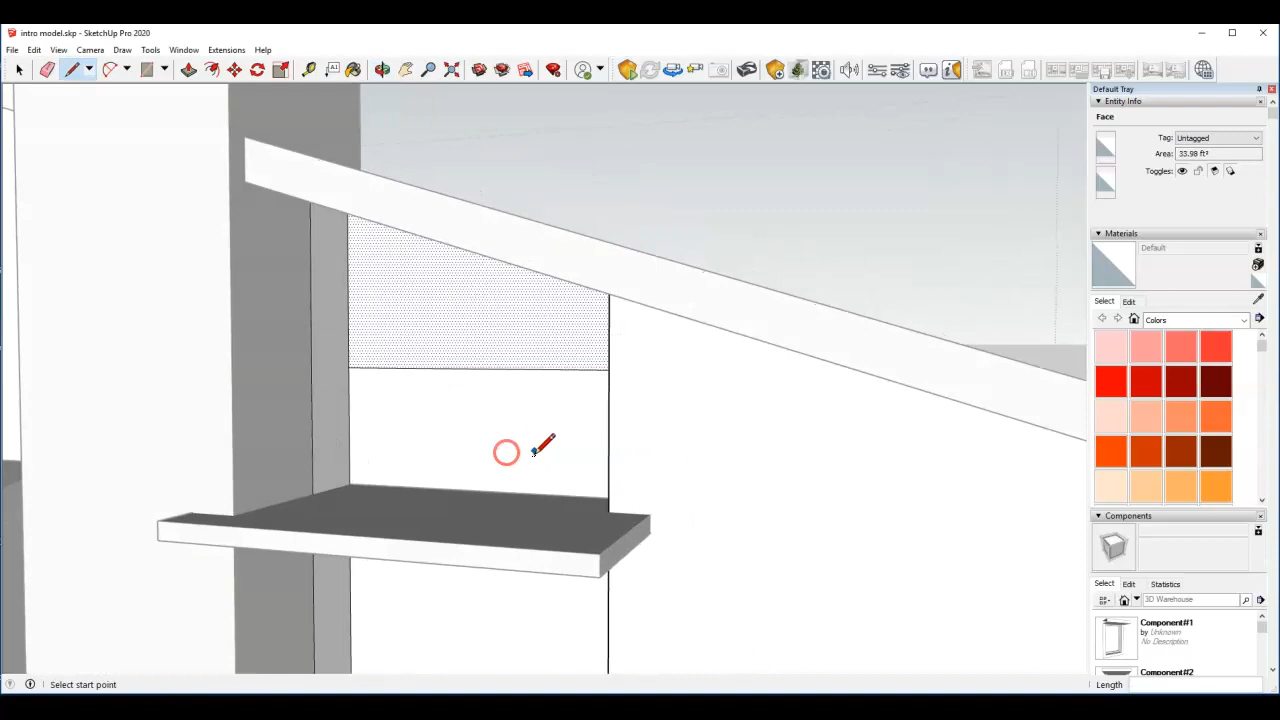 intro model.skp - SketchUp Pro 2020
File Edit View Camera Draw Tools Window Extensions Help
Default Tray
Entity Info
Face
Tag: Untagged
Area: 33.98 ft²
Toggles:
Materials
Default
Select Edit
Colors
Components
Select Edit Statistics
3D Warehouse
Component#1
by Unknown
No Description
Component#2
Select start point
Length